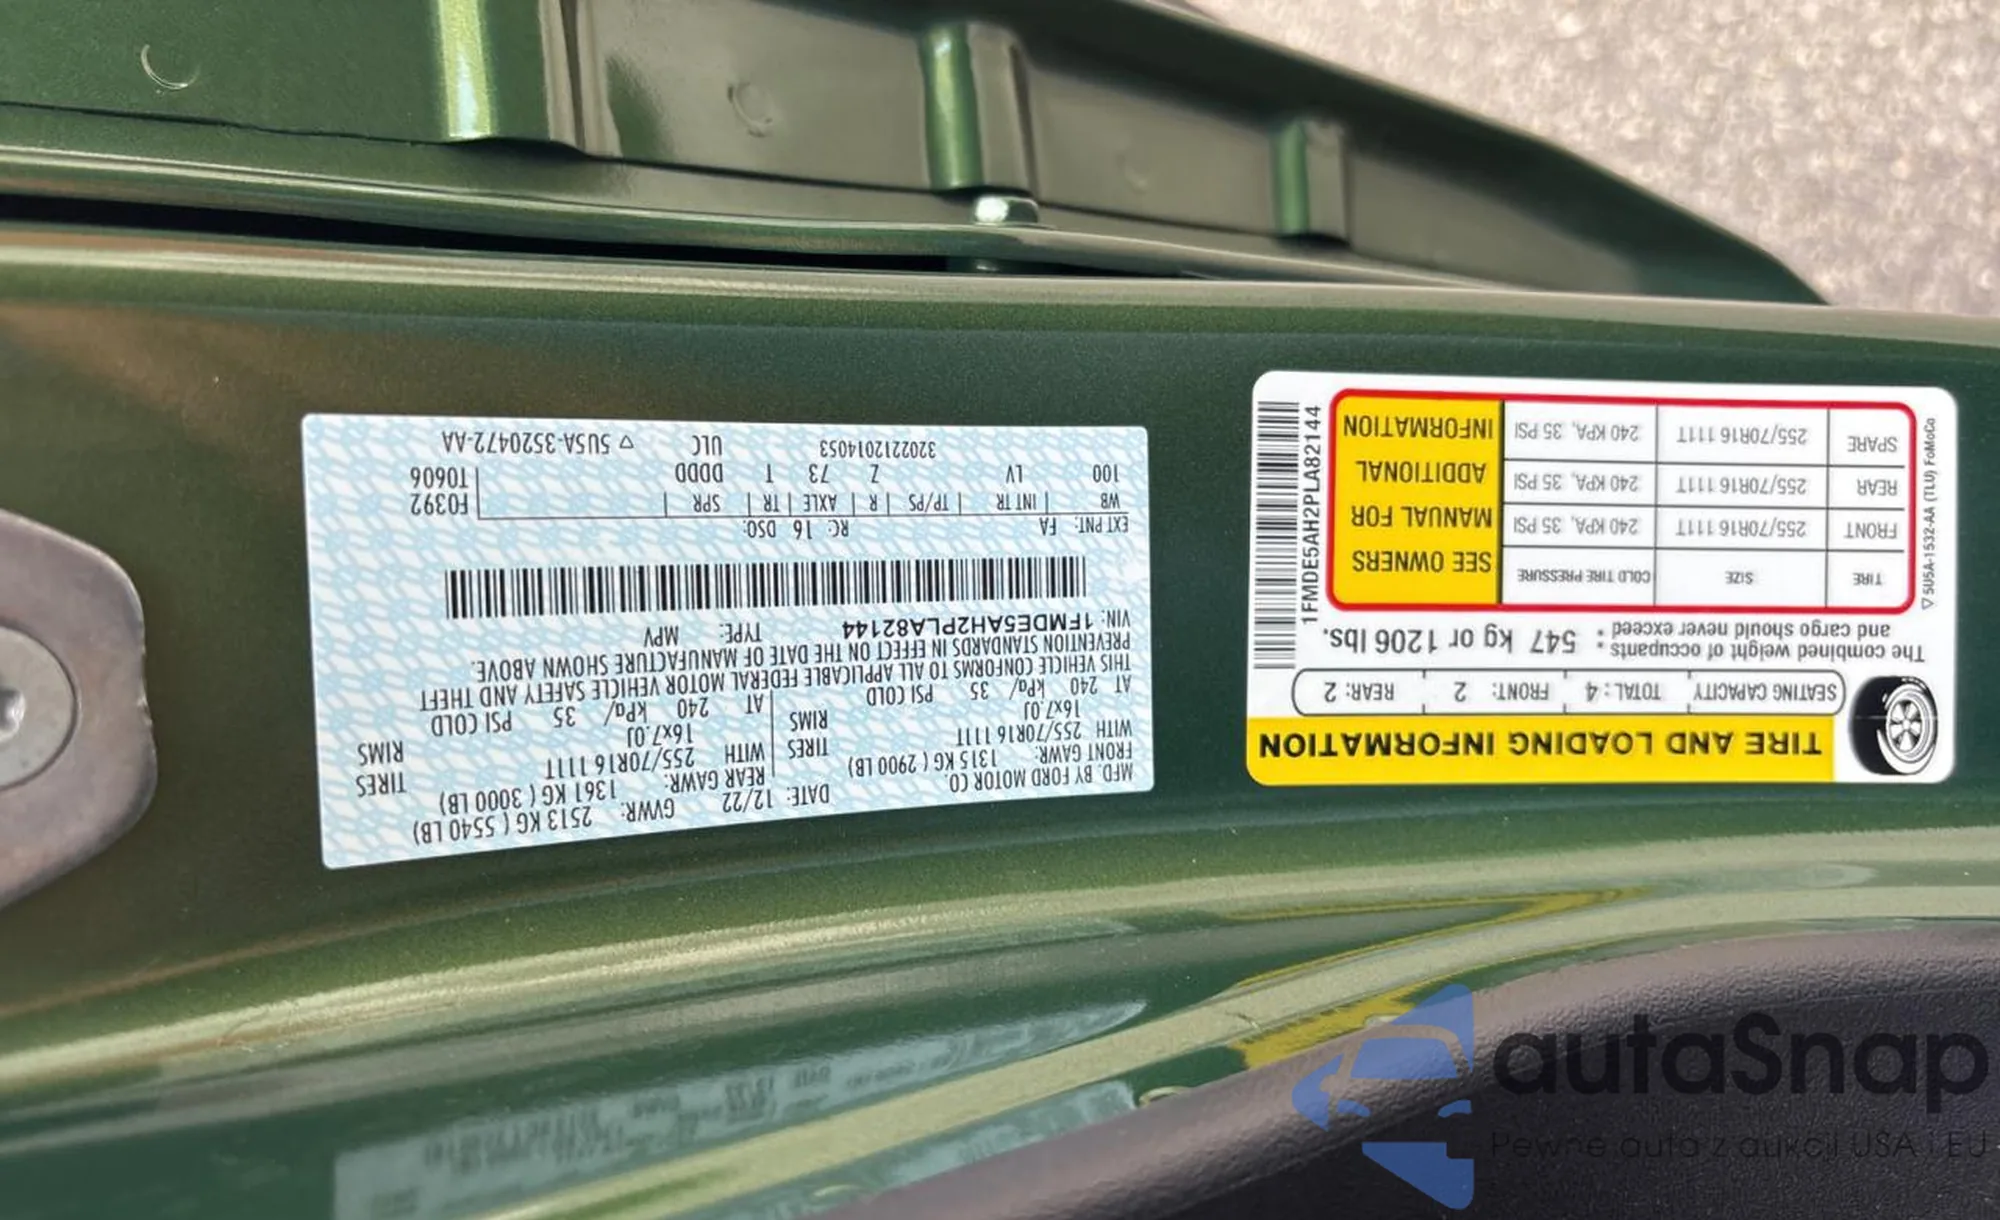 MFD. BY FORD MOTOR CO.
DATE: 12/22 GVWR: 2513 KG ( 5540 LB)
FRONT GAWR: 1315 KG ( 2900 LB)
REAR GAWR: 1361 KG ( 3000 LB)
WITH 255/70R16 111T TIRES
WITH 255/70R16 111T TIRES
16x7.0J RIMS
16x7.0J RIMS
AT 240 kPa/ 35 PSI COLD
AT 240 kPa/ 35 PSI COLD
THIS VEHICLE CONFORMS TO ALL APPLICABLE FEDERAL MOTOR VEHICLE SAFETY AND THEFT
PREVENTION STANDARDS IN EFFECT ON THE DATE OF MANUFACTURE SHOWN ABOVE.
VIN: 1FMDE5AH2PLA82144 TYPE: MPV
EXT PNT: FA RC: 16 DSO:
WB INT TR TP/PS R AXLE TR SPR F0392
100 LV Z 73 T DDDD T0606
3202212014053 ULC ▽ 5U5A-3520472-AA
TIRE AND LOADING INFORMATION
SEATING CAPACITY TOTAL: 4 FRONT: 2 REAR: 2
The combined weight of occupants
and cargo should never exceed : 547 kg or 1206 lbs.
TIRE SIZE COLD TIRE PRESSURE
FRONT 255/70R16 111T 240 KPA, 35 PSI
REAR 255/70R16 111T 240 KPA, 35 PSI
SPARE 255/70R16 111T 240 KPA, 35 PSI
SEE OWNERS
MANUAL FOR
ADDITIONAL
INFORMATION
1FMDE5AH2PLA82144
▽ 5U5A-1532-AA (TLU) FoMoCo
autaSnap
Pewne auta z aukcji USA i EU